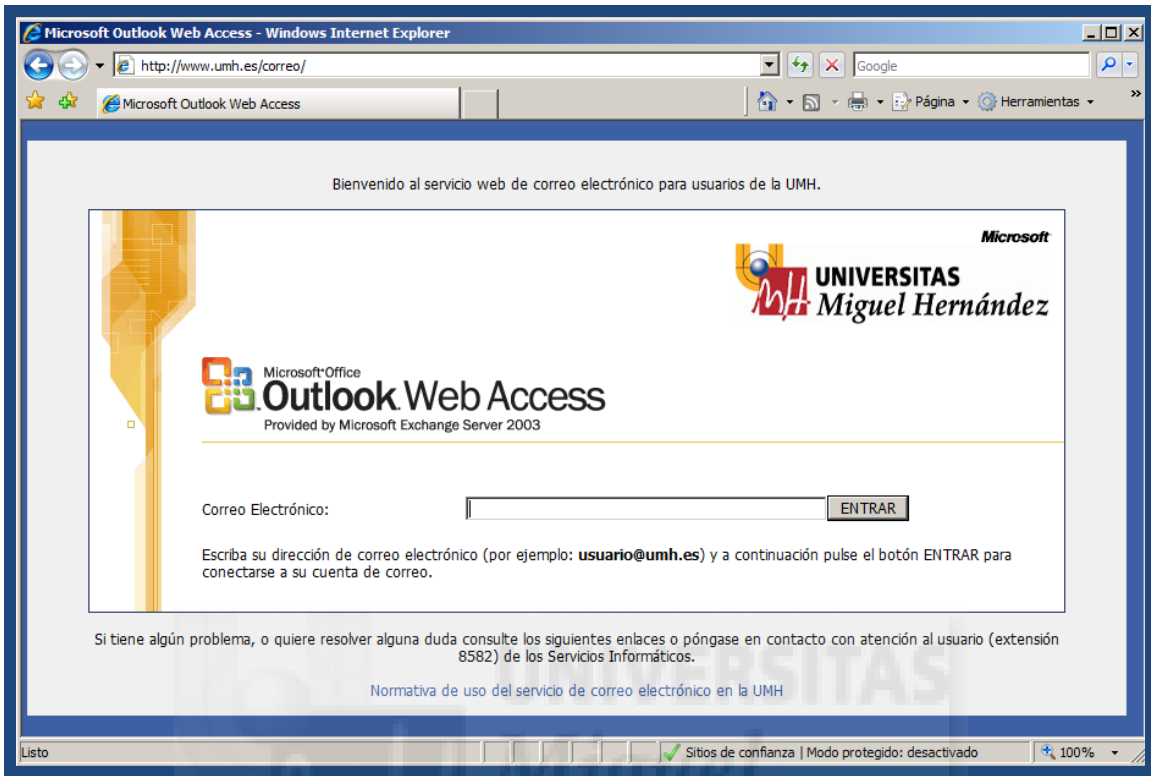 Microsoft Outlook Web Access - Windows Internet Explorer
http://www.umh.es/correo/
Google
Microsoft Outlook Web Access
Página
Herramientas
»
Bienvenido al servicio web de correo electrónico para usuarios de la UMH.
Microsoft
UNIVERSITAS
Miguel Hernández
Microsoft Office
Outlook Web Access
Provided by Microsoft Exchange Server 2003
Correo Electrónico:
ENTRAR
Escriba su dirección de correo electrónico (por ejemplo: usuario@umh.es) y a continuación pulse el botón ENTRAR para
conectarse a su cuenta de correo.
Si tiene algún problema, o quiere resolver alguna duda consulte los siguientes enlaces o póngase en contacto con atención al usuario (extensión
8582) de los Servicios Informáticos.
UNIVERSITAS
Normativa de uso del servicio de correo electrónico en la UMH
Miguel
Listo
Sitios de confianza | Modo protegido: desactivado
100%